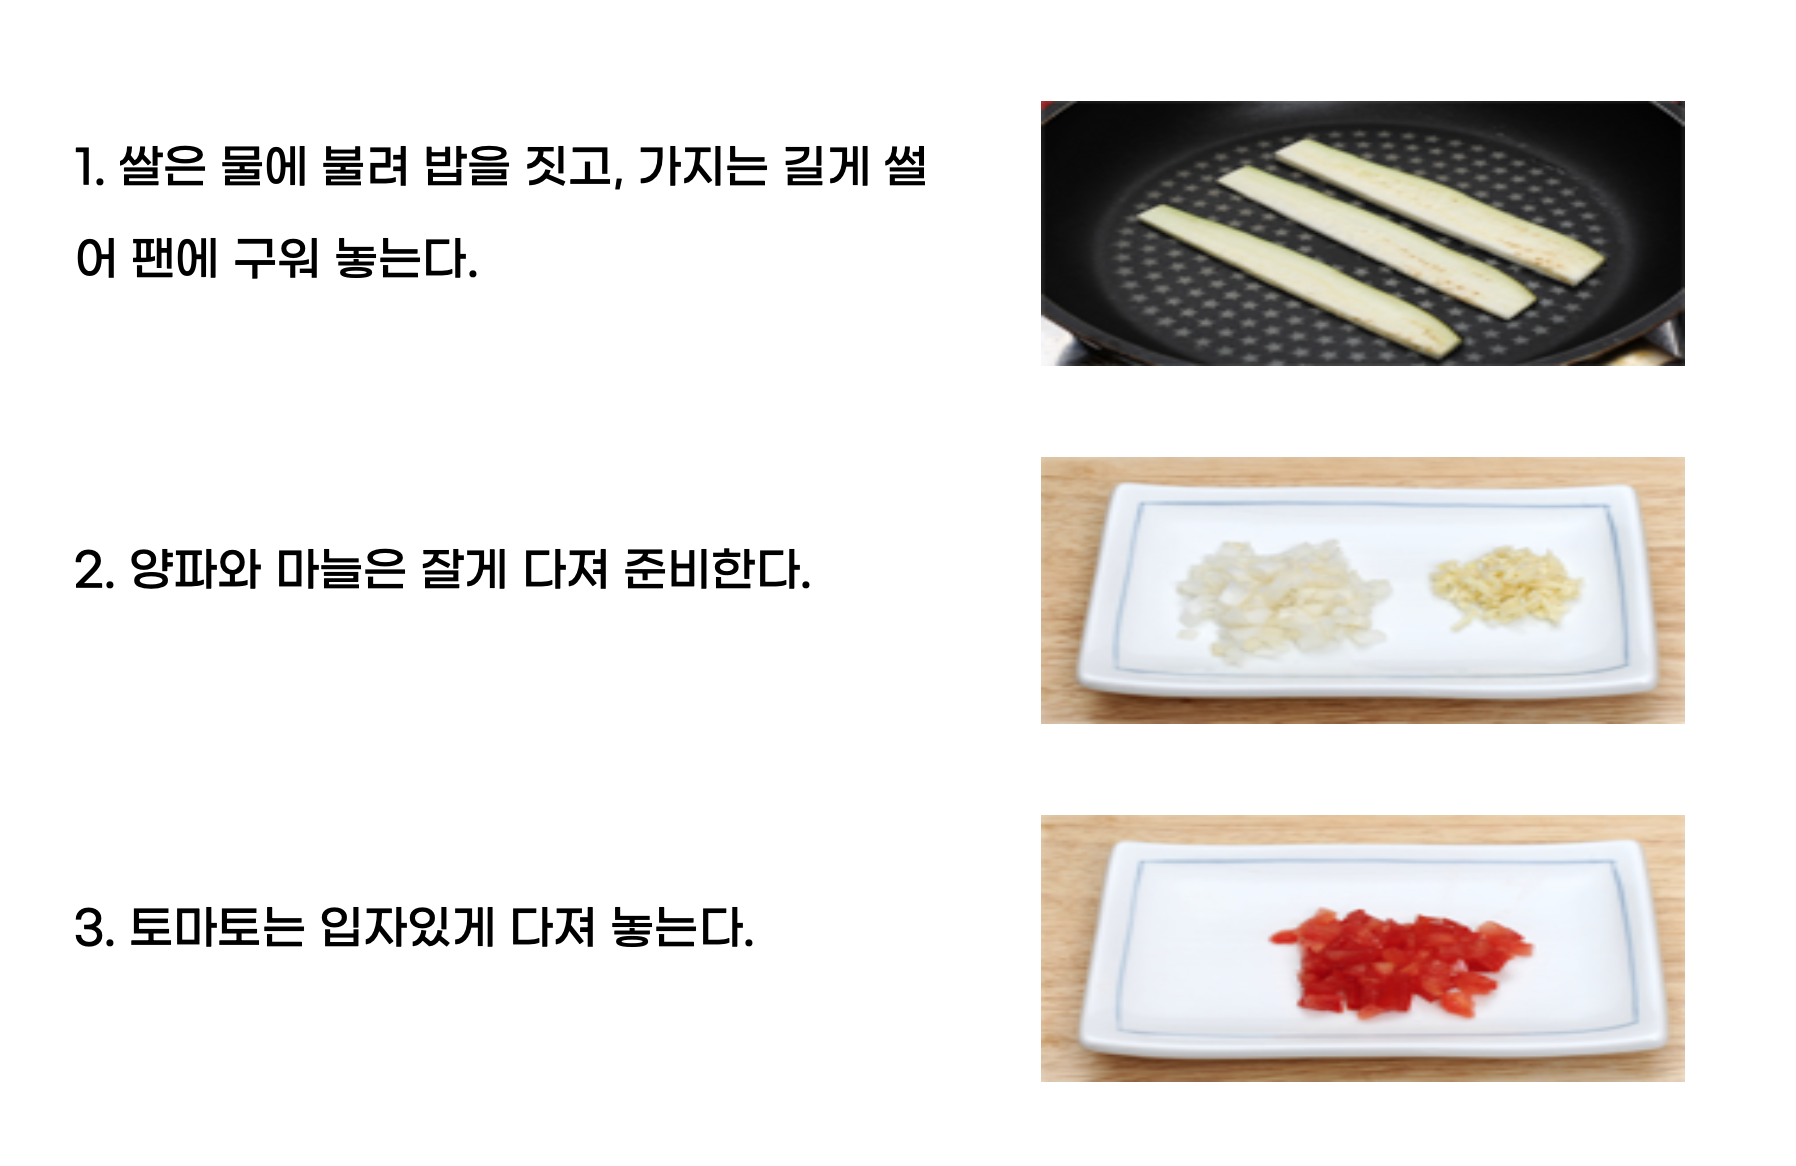 1. 쌀은 물에 불려 밥을 짓고, 가지는 길게 썰
어 팬에 구워 놓는다.
2. 양파와 마늘은 잘게 다져 준비한다.
3. 토마토는 입자있게 다져 놓는다.